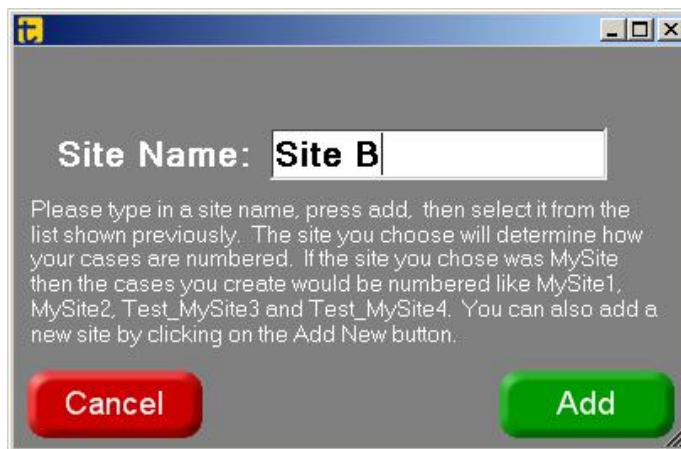 Site Name: Site B
Please type in a site name, press add, then select it from the
list shown previously. The site you choose will determine how
your cases are numbered. If the site you chose was MySite
then the cases you create would be numbered like MySite1,
MySite2, Test_MySite3 and Test_MySite4. You can also add a
new site by clicking on the Add New button.
Cancel Add